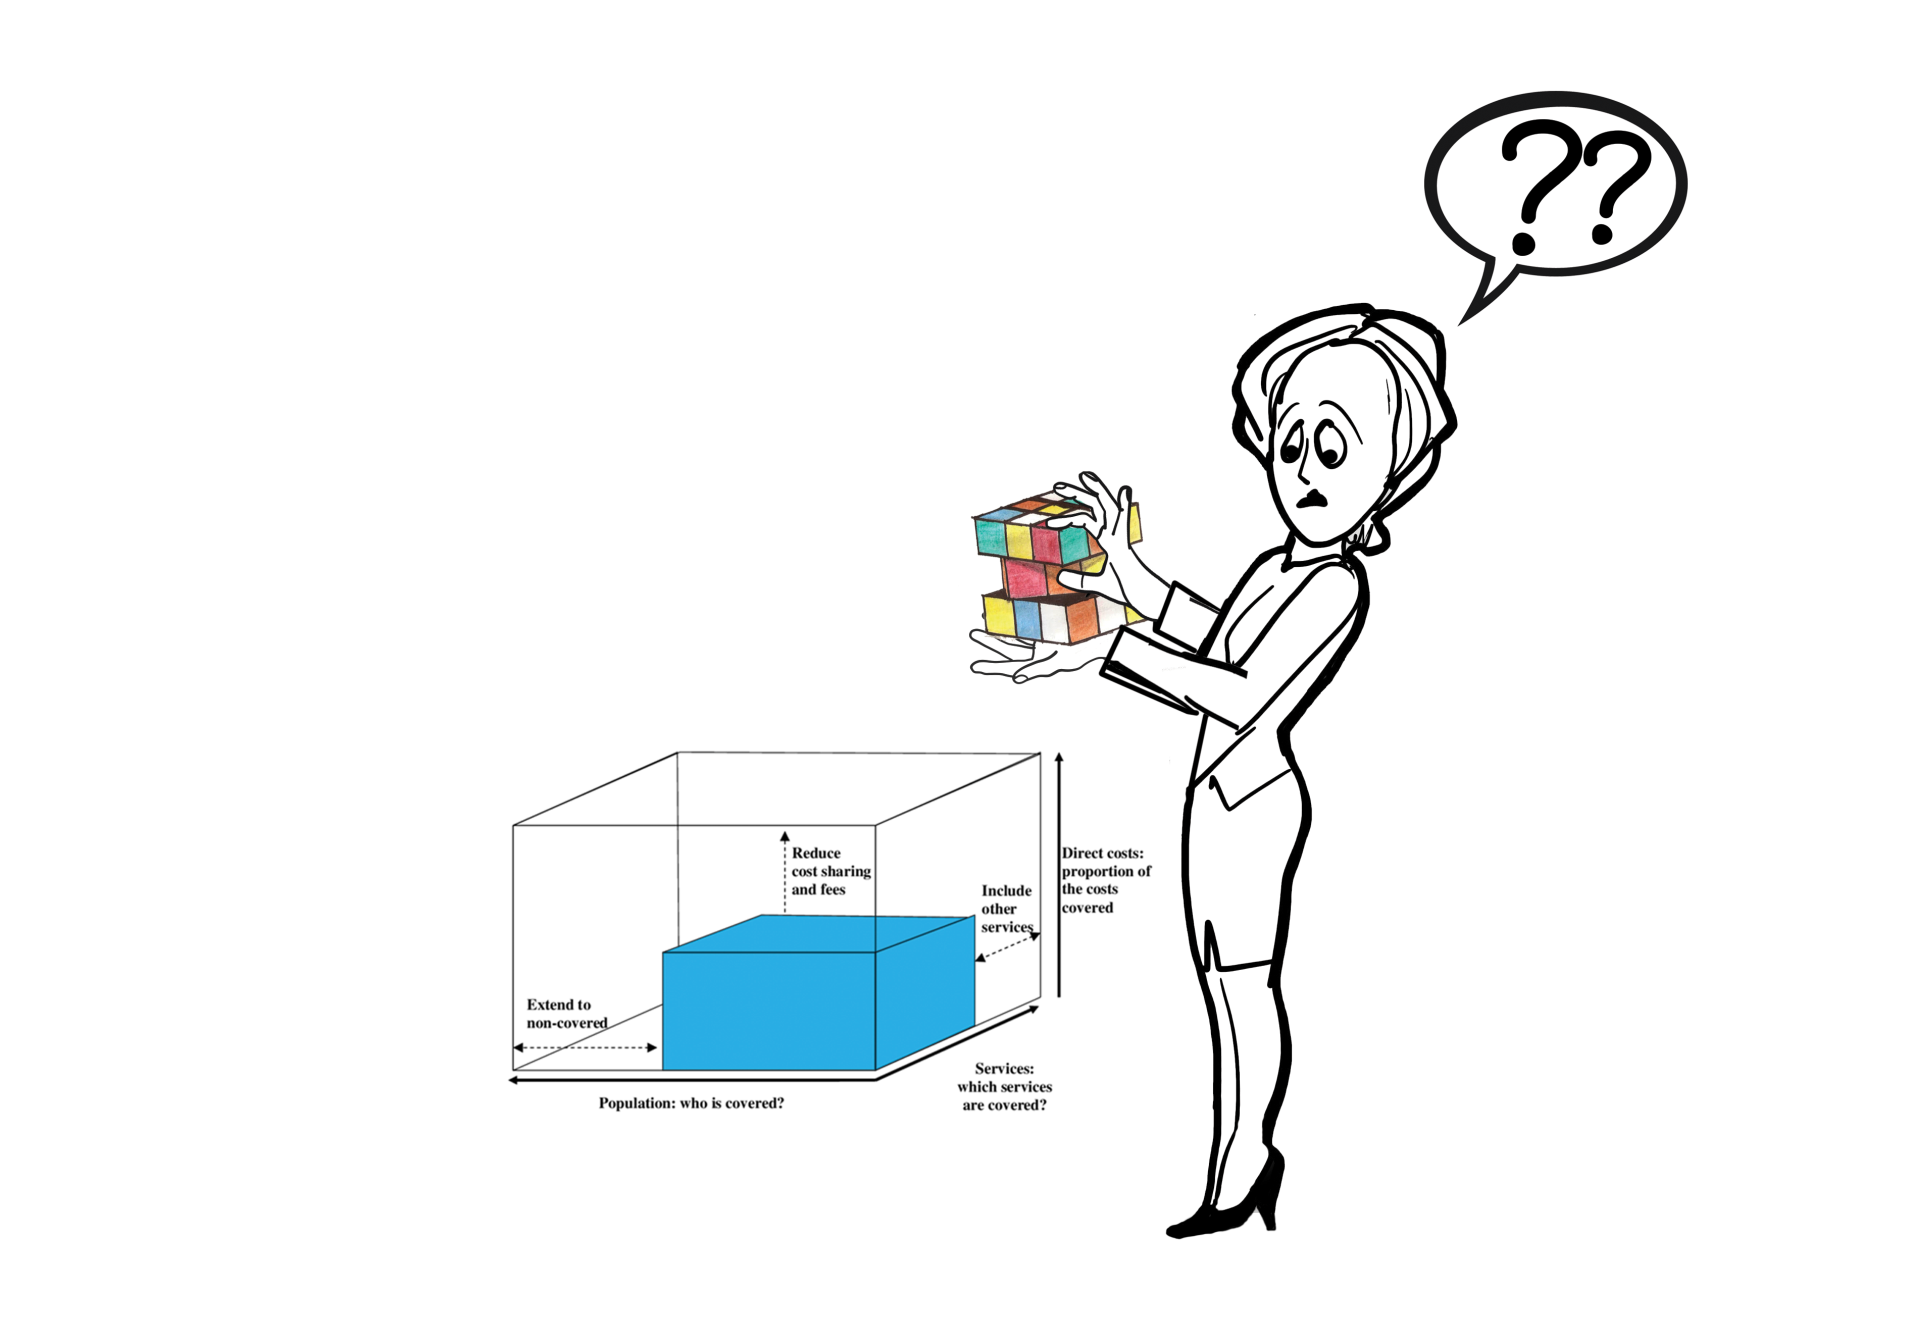 ??
Reduce
cost sharing
and fees
Include
other
services
Direct costs:
proportion of
the costs
covered
Extend to
non-covered
Services:
which services
are covered?
Population: who is covered?